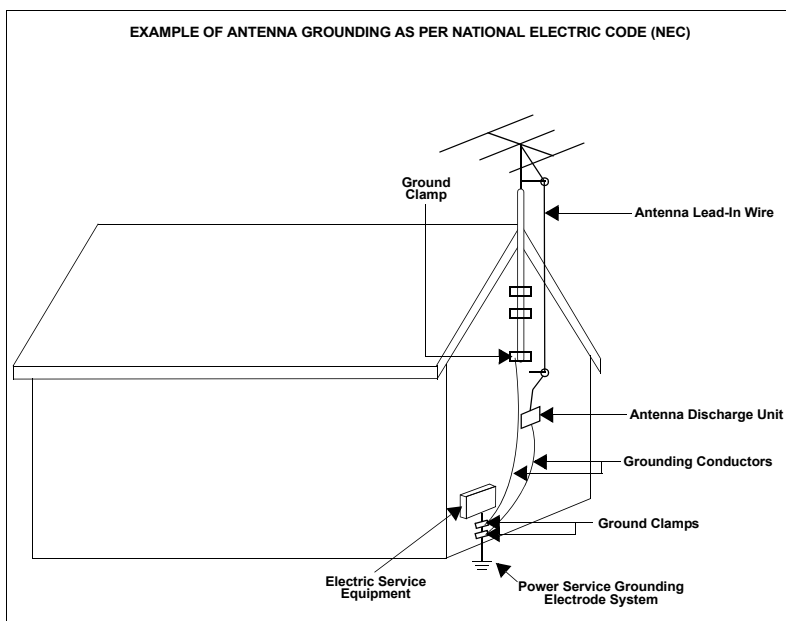 EXAMPLE OF ANTENNA GROUNDING AS PER NATIONAL ELECTRIC CODE (NEC)
Ground
Clamp
Antenna Lead-In Wire
Antenna Discharge Unit
Grounding Conductors
Ground Clamps
Electric Service
Equipment
Power Service Grounding
Electrode System